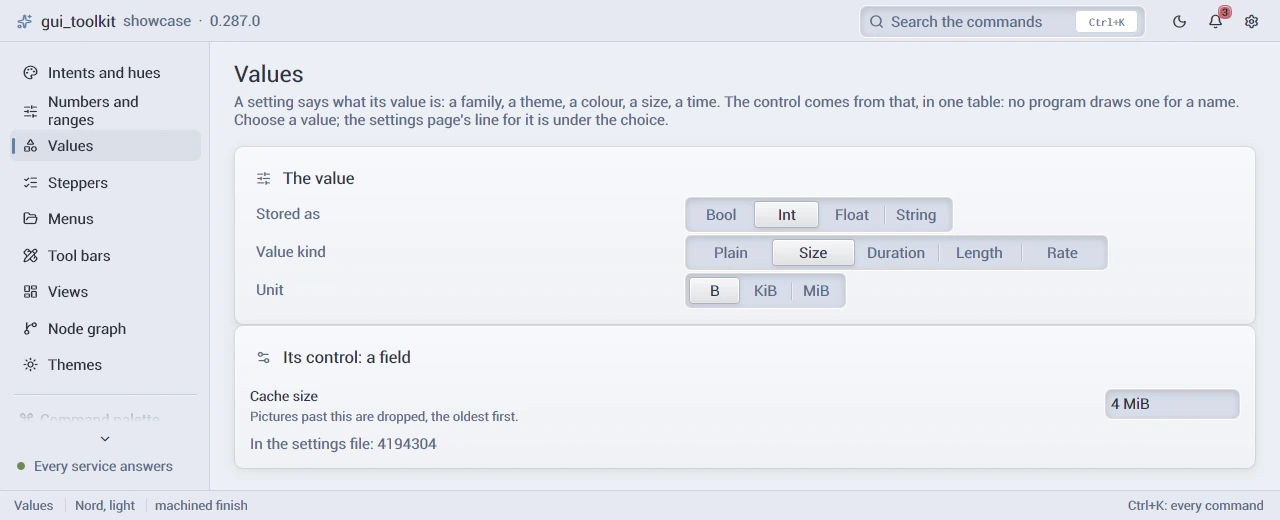 gui_toolkit showcase · 0.287.0
Search the commands Ctrl+K
3
Intents and hues
Numbers and
ranges
Values
Steppers
Menus
Tool bars
Views
Node graph
Themes
Command palette
Every service answers
Values
A setting says what its value is: a family, a theme, a colour, a size, a time. The control comes from that, in one table: no program draws one for a name.
Choose a value; the settings page's line for it is under the choice.
The value
Stored as Bool Int Float String
Value kind Plain Size Duration Length Rate
Unit B KiB MiB
Its control: a field
Cache size
Pictures past this are dropped, the oldest first.
4 MiB
In the settings file: 4194304
Values Nord, light machined finish
Ctrl+K: every command